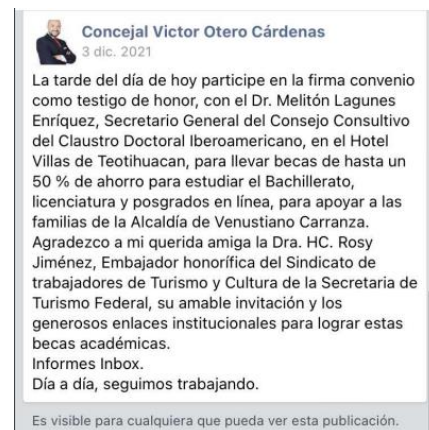 Concejal Victor Otero Cárdenas
3 dic. 2021
La tarde del día de hoy participe en la firma convenio
como testigo de honor, con el Dr. Melitón Lagunes
Enríquez, Secretario General del Consejo Consultivo
del Claustro Doctoral Iberoamericano, en el Hotel
Villas de Teotihuacan, para llevar becas de hasta un
50 % de ahorro para estudiar el Bachillerato,
licenciatura y posgrados en línea, para apoyar a las
familias de la Alcaldía de Venustiano Carranza.
Agradezco a mi querida amiga la Dra. HC. Rosy
Jiménez, Embajador honorífica del Sindicato de
trabajadores de Turismo y Cultura de la Secretaria de
Turismo Federal, su amable invitación y los
generosos enlaces institucionales para lograr estas
becas académicas.
Informes Inbox.
Día a día, seguimos trabajando.
Es visible para cualquiera que pueda ver esta publicación.